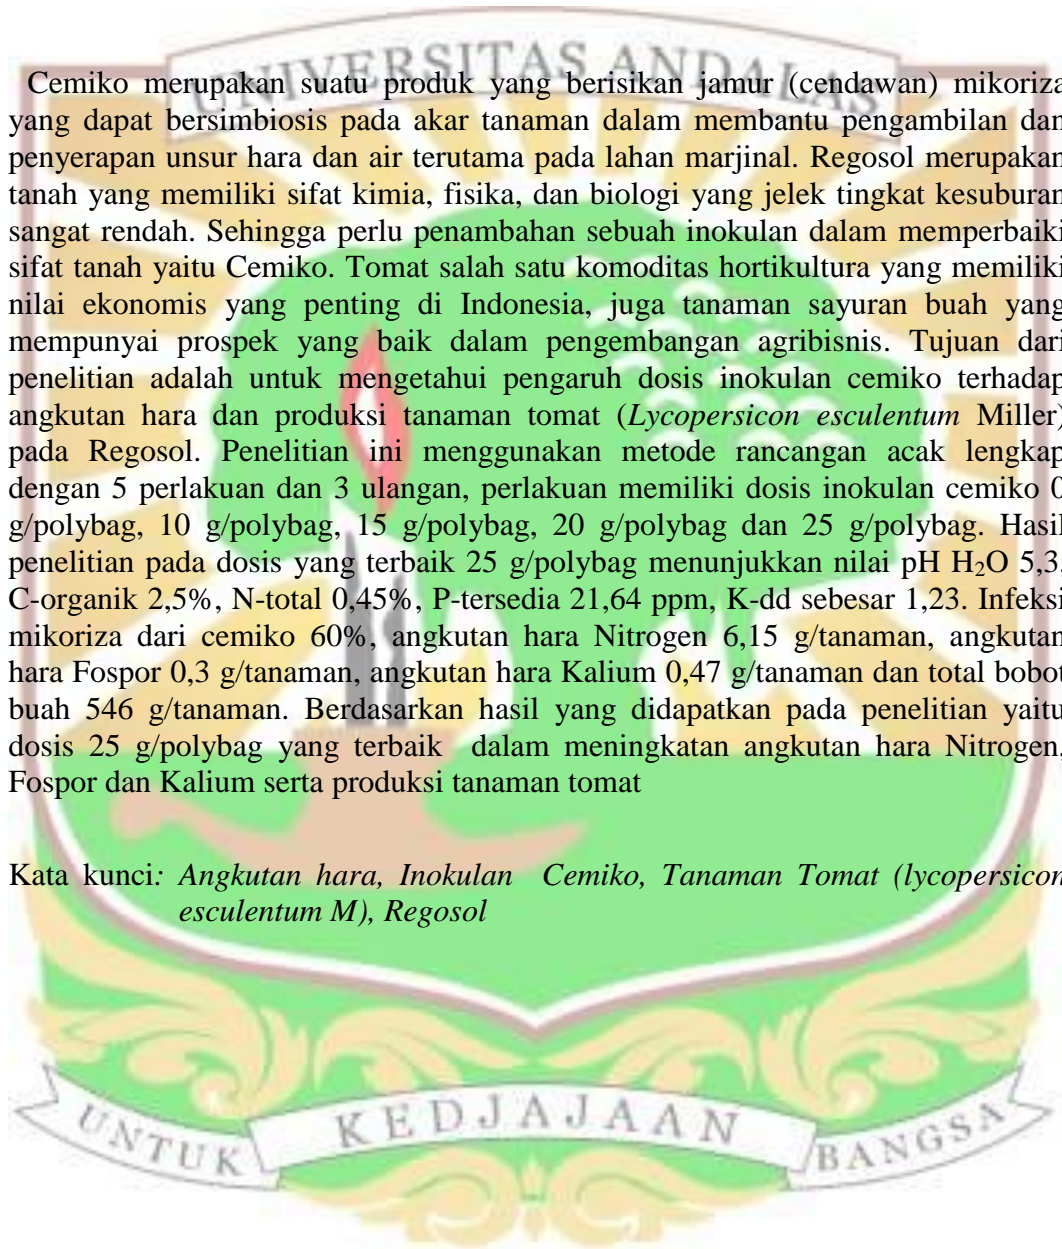 UNIVERSITAS ANDALAS
Cemiko merupakan suatu produk yang berisikan jamur (cendawan) mikoriza
yang dapat bersimbiosis pada akar tanaman dalam membantu pengambilan dan
penyerapan unsur hara dan air terutama pada lahan marjinal. Regosol merupakan
tanah yang memiliki sifat kimia, fisika, dan biologi yang jelek tingkat kesuburan
sangat rendah. Sehingga perlu penambahan sebuah inokulan dalam memperbaiki
sifat tanah yaitu Cemiko. Tomat salah satu komoditas hortikultura yang memiliki
nilai ekonomis yang penting di Indonesia, juga tanaman sayuran buah yang
mempunyai prospek yang baik dalam pengembangan agribisnis. Tujuan dari
penelitian adalah untuk mengetahui pengaruh dosis inokulan cemiko terhadap
angkutan hara dan produksi tanaman tomat (Lycopersicon esculentum Miller)
pada Regosol. Penelitian ini menggunakan metode rancangan acak lengkap
dengan 5 perlakuan dan 3 ulangan, perlakuan memiliki dosis inokulan cemiko 0
g/polybag, 10 g/polybag, 15 g/polybag, 20 g/polybag dan 25 g/polybag. Hasil
penelitian pada dosis yang terbaik 25 g/polybag menunjukkan nilai pH H₂O 5,3,
C-organik 2,5%, N-total 0,45%, P-tersedia 21,64 ppm, K-dd sebesar 1,23. Infeksi
mikoriza dari cemiko 60%, angkutan hara Nitrogen 6,15 g/tanaman, angkutan
hara Fospor 0,3 g/tanaman, angkutan hara Kalium 0,47 g/tanaman dan total bobot
buah 546 g/tanaman. Berdasarkan hasil yang didapatkan pada penelitian yaitu
dosis 25 g/polybag yang terbaik dalam meningkatan angkutan hara Nitrogen,
Fospor dan Kalium serta produksi tanaman tomat
Kata kunci: Angkutan hara, Inokulan Cemiko, Tanaman Tomat (lycopersicon
esculentum M), Regosol
UNTUK KEDJAJAAN BANGSA